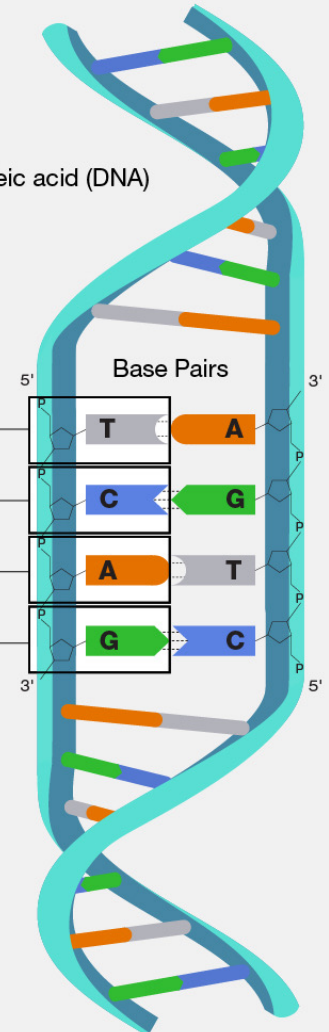 eic acid (DNA)
Base Pairs
5' 3'
P
T A
P
P
C G
P
P
A T
P
P
G C
P
P
3' 5'